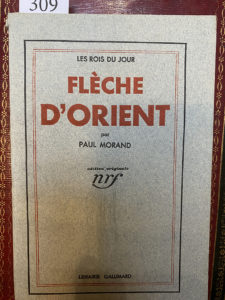 309
LES ROIS DU JOUR
FLÈCHE
D'ORIENT
par
PAUL MORAND
édition originale
nrf
LIBRAIRIE GALLIMARD